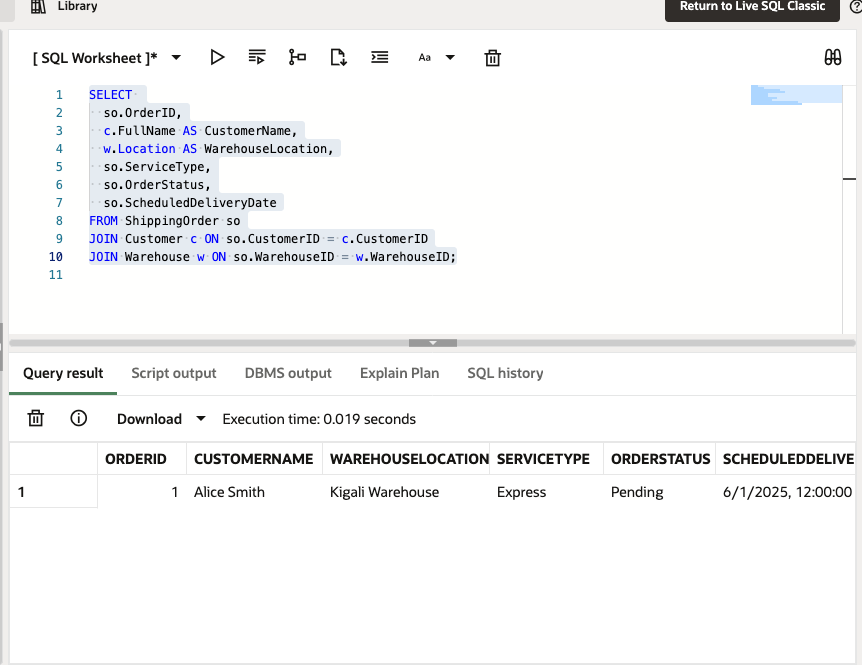 Library
Return to Live SQL Classic
[ SQL Worksheet ]*
Aa
1 SELECT
2 so.OrderID,
3 c.FullName AS CustomerName,
4 w.Location AS WarehouseLocation,
5 so.ServiceType,
6 so.OrderStatus,
7 so.ScheduledDeliveryDate
8 FROM ShippingOrder so
9 JOIN Customer c ON so.CustomerID = c.CustomerID
10 JOIN Warehouse w ON so.WarehouseID = w.WarehouseID;
11
Query result Script output DBMS output Explain Plan SQL history
Download Execution time: 0.019 seconds
ORDERID CUSTOMERNAME WAREHOUSELOCATION SERVICETYPE ORDERSTATUS SCHEDULEDDELIVE
1 1 Alice Smith Kigali Warehouse Express Pending 6/1/2025, 12:00:00